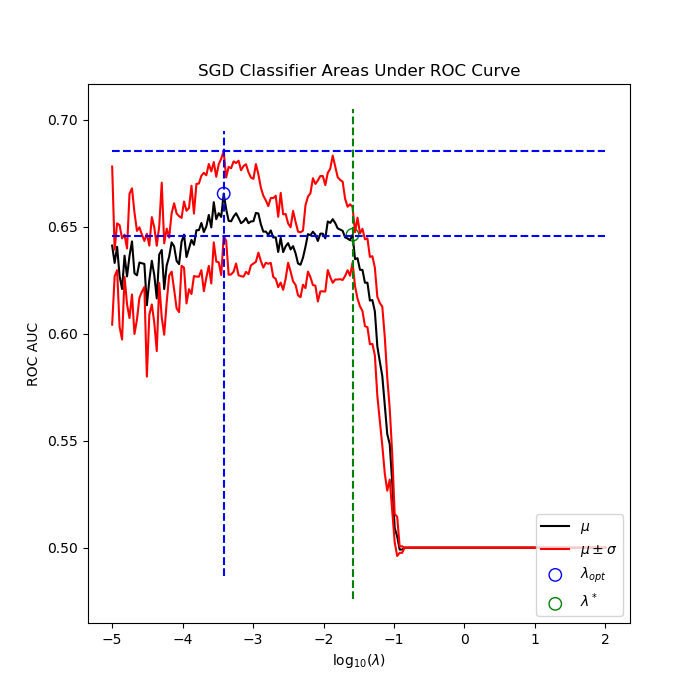 SGD Classifier Areas Under ROC Curve
0.70
0.65
0.60
0.55
0.50
ROC AUC
−5
−4
−3
−2
−1
0
1
2
log₁₀(λ)
μ
μ ± σ
λₒₚₜ
λ*